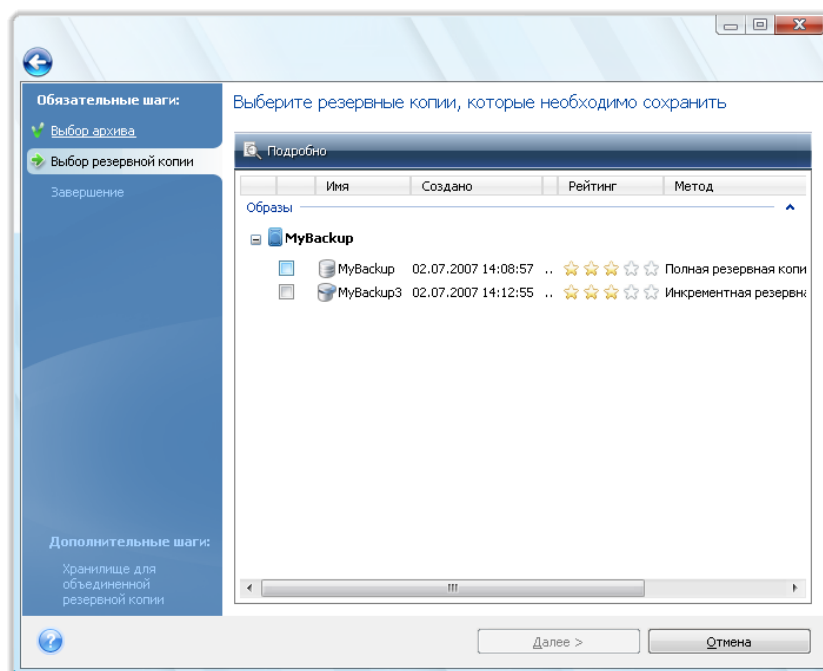 Обязательные шаги:
Выбор архива
Выбор резервной копии
Завершение
Выберите резервные копии, которые необходимо сохранить
Подробно
Имя Создано Рейтинг Метод
Образы
MyBackup
MyBackup 02.07.2007 14:08:57 .. Полная резервная копи
MyBackup3 02.07.2007 14:12:55 .. Инкрементная резервна
Дополнительные шаги:
Хранилище для
объединенной
резервной копии
Далее >
Отмена